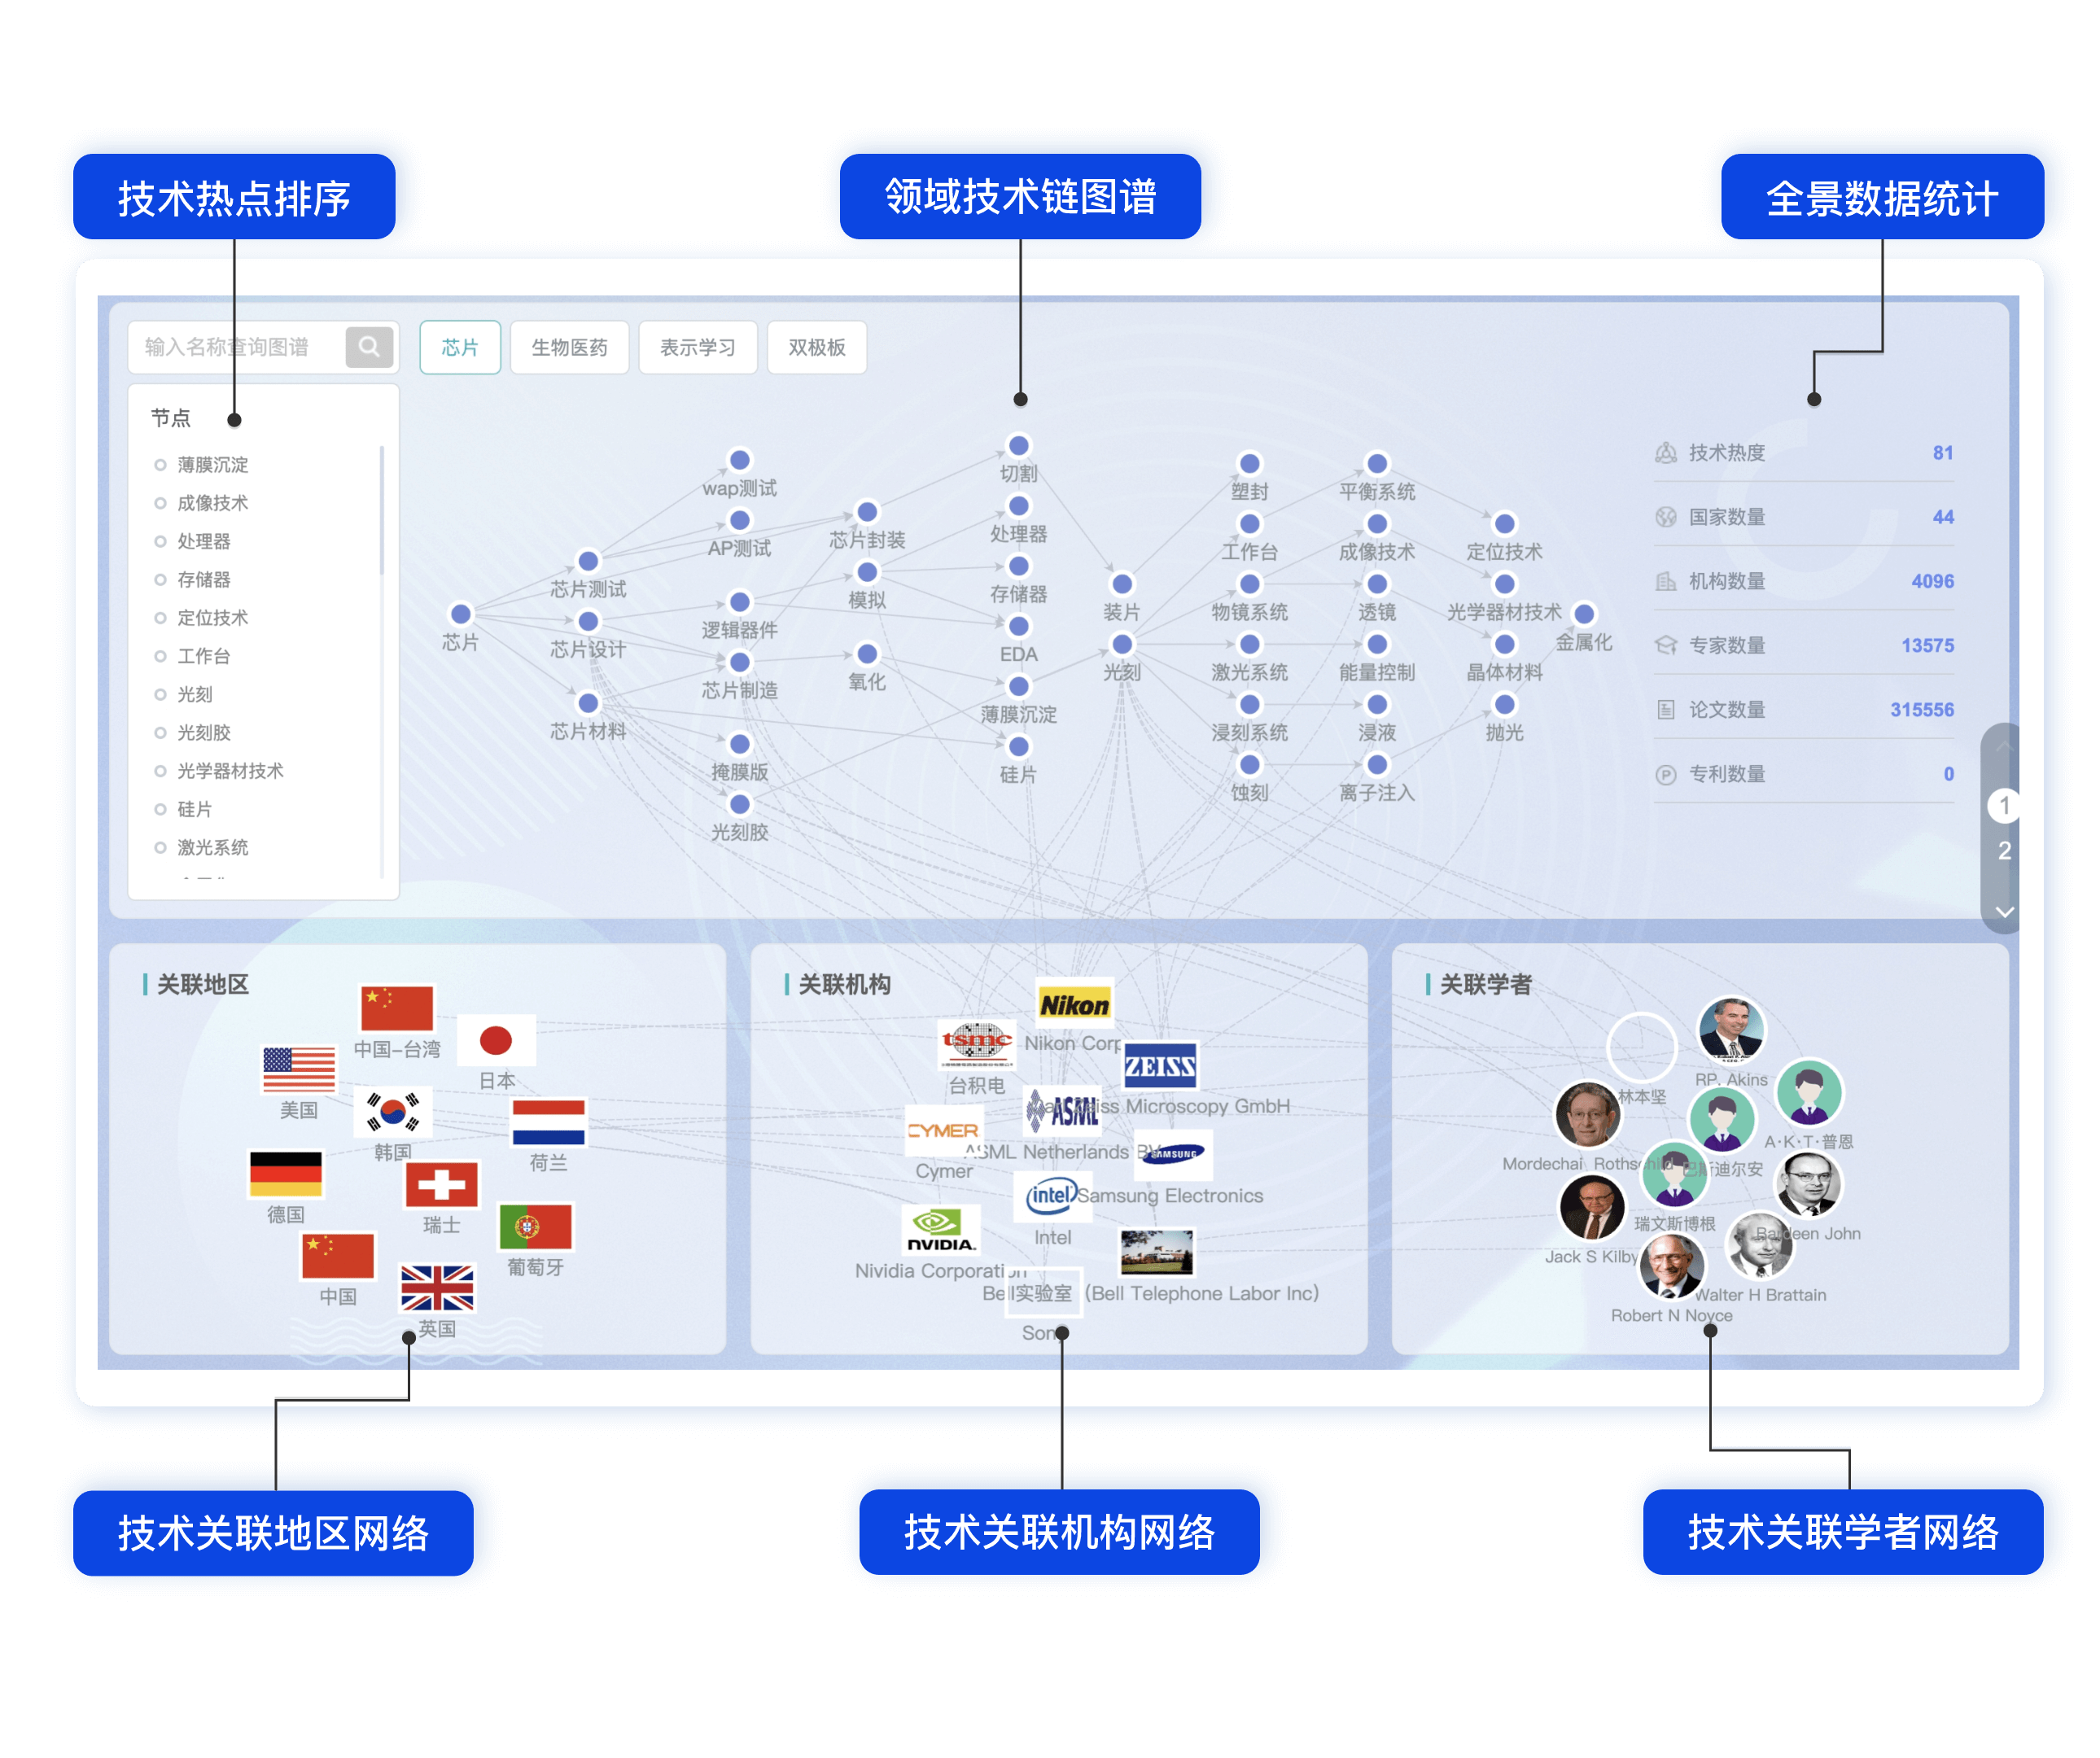 技术热点排序
领域技术链图谱
全景数据统计
输入名称查询图谱
芯片
生物医药
表示学习
双极板
节点
薄膜沉淀
成像技术
处理器
存储器
定位技术
工作台
光刻
光刻胶
光学器材技术
硅片
激光系统
芯片
芯片测试
芯片设计
芯片材料
wap测试
AP测试
逻辑器件
芯片制造
掩膜版
光刻胶
芯片封装
模拟
氧化
切割
处理器
存储器
EDA
薄膜沉淀
硅片
装片
光刻
塑封
工作台
物镜系统
激光系统
浸刻系统
蚀刻
平衡系统
成像技术
透镜
能量控制
浸液
离子注入
定位技术
光学器材技术
晶体材料
抛光
金属化
技术热度 81
国家数量 44
机构数量 4096
专家数量 13575
论文数量 315556
专利数量 0
1
2
关联地区
中国-台湾
日本
美国
韩国
荷兰
德国
瑞士
葡萄牙
中国
英国
关联机构
Nikon
Nikon Corp
tsmc
台积电
ZEISS
Zeiss Microscopy GmbH
ASML
ASML Netherlands BV
CYMER
Cymer
SAMSUNG
Samsung Electronics
intel
Intel
NVIDIA
Nividia Corporation
Bell实验室 (Bell Telephone Labor Inc)
Sony
关联学者
林本坚
RP. Akins
A·K·T·普恩
Mordechai Rothschild
巴斯迪尔安
瑞文斯博根
Bardeen John
Jack S Kilby
Walter H Brattain
Robert N Noyce
技术关联地区网络
技术关联机构网络
技术关联学者网络